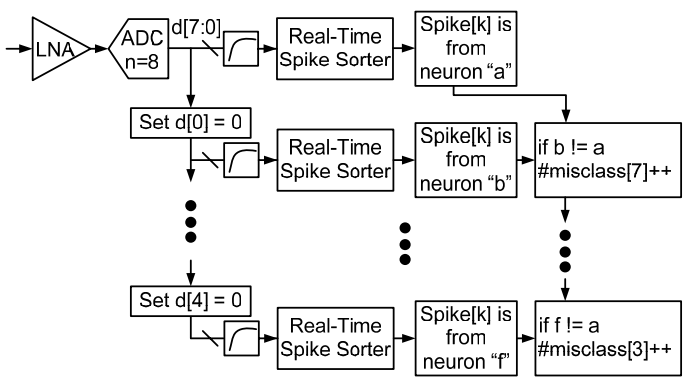 LNA
ADC
n=8
d[7:0]
Real-Time
Spike Sorter
Spike[k] is
from
neuron “a”
Set d[0] = 0
Real-Time
Spike Sorter
Spike[k] is
from
neuron “b”
if b != a
#misclass[7]++
Set d[4] = 0
Real-Time
Spike Sorter
Spike[k] is
from
neuron “f”
if f != a
#misclass[3]++